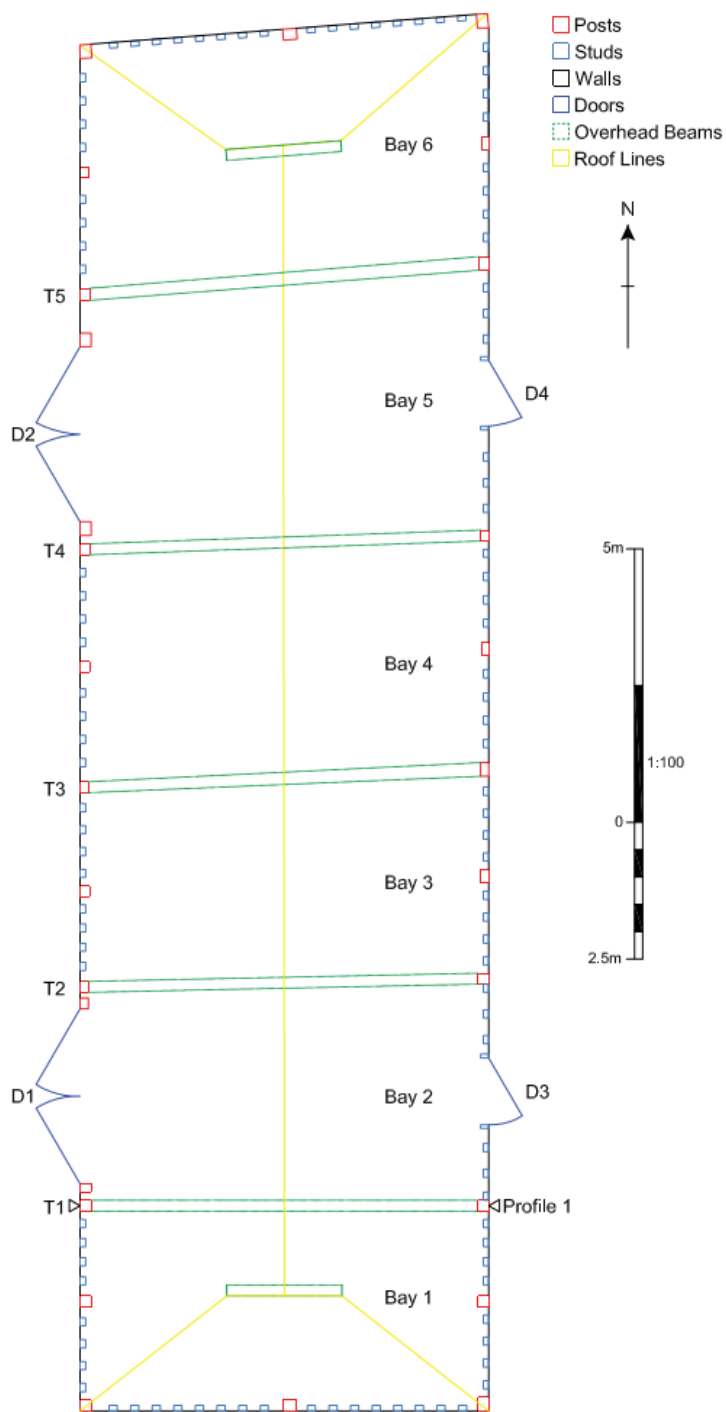 Posts
Studs
Walls
Doors
Overhead Beams
Roof Lines
N
Bay 6
T5
Bay 5
D4
D2
T4
5m
Bay 4
1:100
T3
0
Bay 3
T2
2.5m
D1
Bay 2
D3
T1
Profile 1
Bay 1